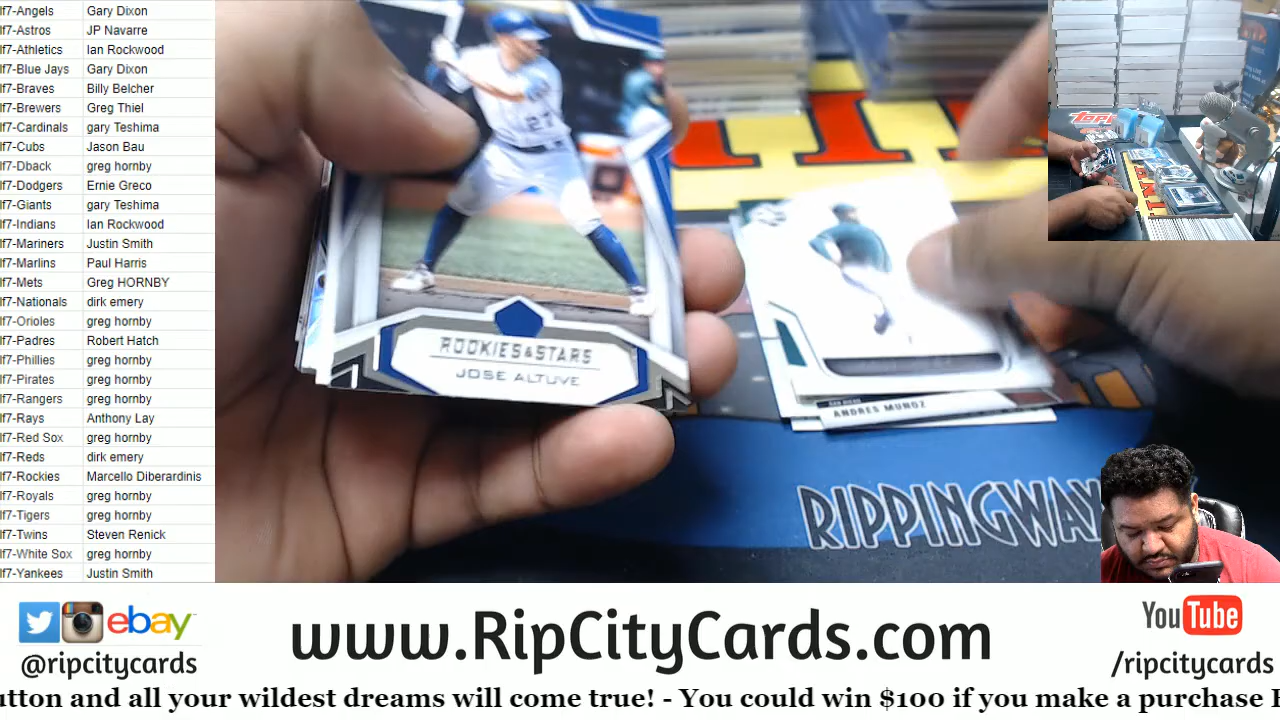 lf7-Angels Gary Dixon
lf7-Astros JP Navarre
lf7-Athletics Ian Rockwood
lf7-Blue Jays Gary Dixon
lf7-Braves Billy Belcher
lf7-Brewers Greg Thiel
lf7-Cardinals gary Teshima
lf7-Cubs Jason Bau
lf7-Dback greg hornby
lf7-Dodgers Ernie Greco
lf7-Giants gary Teshima
lf7-Indians Ian Rockwood
lf7-Mariners Justin Smith
lf7-Marlins Paul Harris
lf7-Mets Greg HORNBY
lf7-Nationals dirk emery
lf7-Orioles greg hornby
lf7-Padres Robert Hatch
lf7-Phillies greg hornby
lf7-Pirates greg hornby
lf7-Rangers greg hornby
lf7-Rays Anthony Lay
lf7-Red Sox greg hornby
lf7-Reds dirk emery
lf7-Rockies Marcello Diberardinis
lf7-Royals greg hornby
lf7-Tigers greg hornby
lf7-Twins Steven Renick
lf7-White Sox greg hornby
lf7-Yankees Justin Smith
27
ROOKIES & STARS
JOSE ALTUVE
ANDRES MUNOZ
RIPPINGWAX
topps
ebay
@ripcitycards
www.RipCityCards.com
YouTube
/ripcitycards
utton and all your wildest dreams will come true! - You could win $100 if you make a purchase